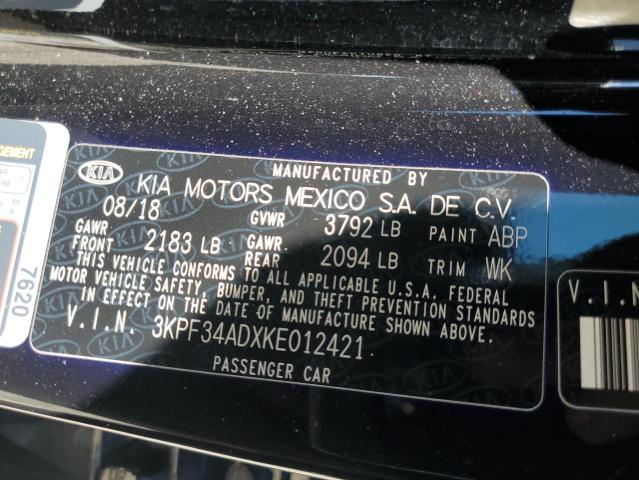 MANUFACTURED BY
KIA KIA MOTORS MEXICO S.A. DE C.V.
08/18 GVWR 3792 LB PAINT ABP
GAWR FRONT 2183 LB GAWR. REAR 2094 LB TRIM WK
THIS VEHICLE CONFORMS TO ALL APPLICABLE U.S.A. FEDERAL
MOTOR VEHICLE SAFETY, BUMPER, AND THEFT PREVENTION STANDARDS
IN EFFECT ON THE DATE OF MANUFACTURE SHOWN ABOVE.
V.I.N. 3KPF34ADXKE012421
PASSENGER CAR
7620
V.I.N